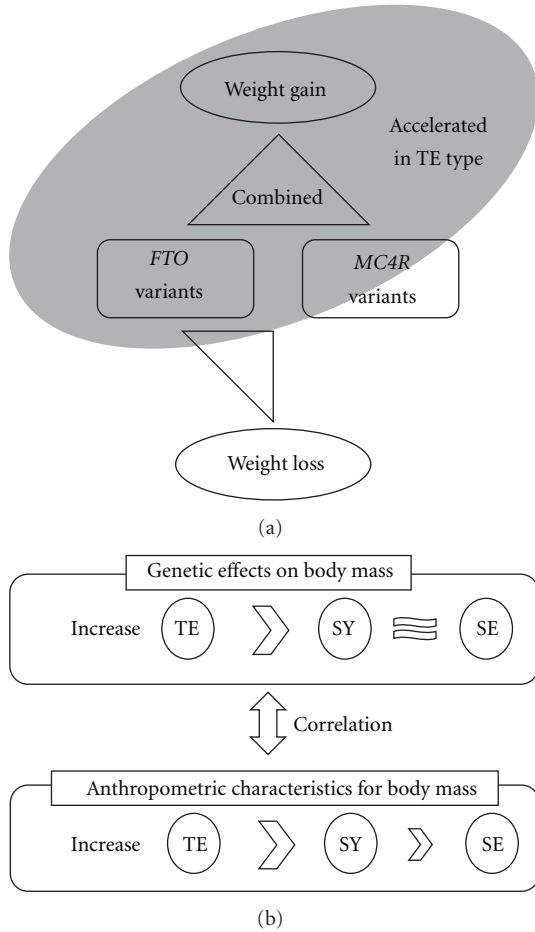 Weight gain
Accelerated
in TE type
Combined
FTO
variants
MC4R
variants
Weight loss
(a)
Genetic effects on body mass
Increase TE SY SE
Correlation
Anthropometric characteristics for body mass
Increase TE SY SE
(b)